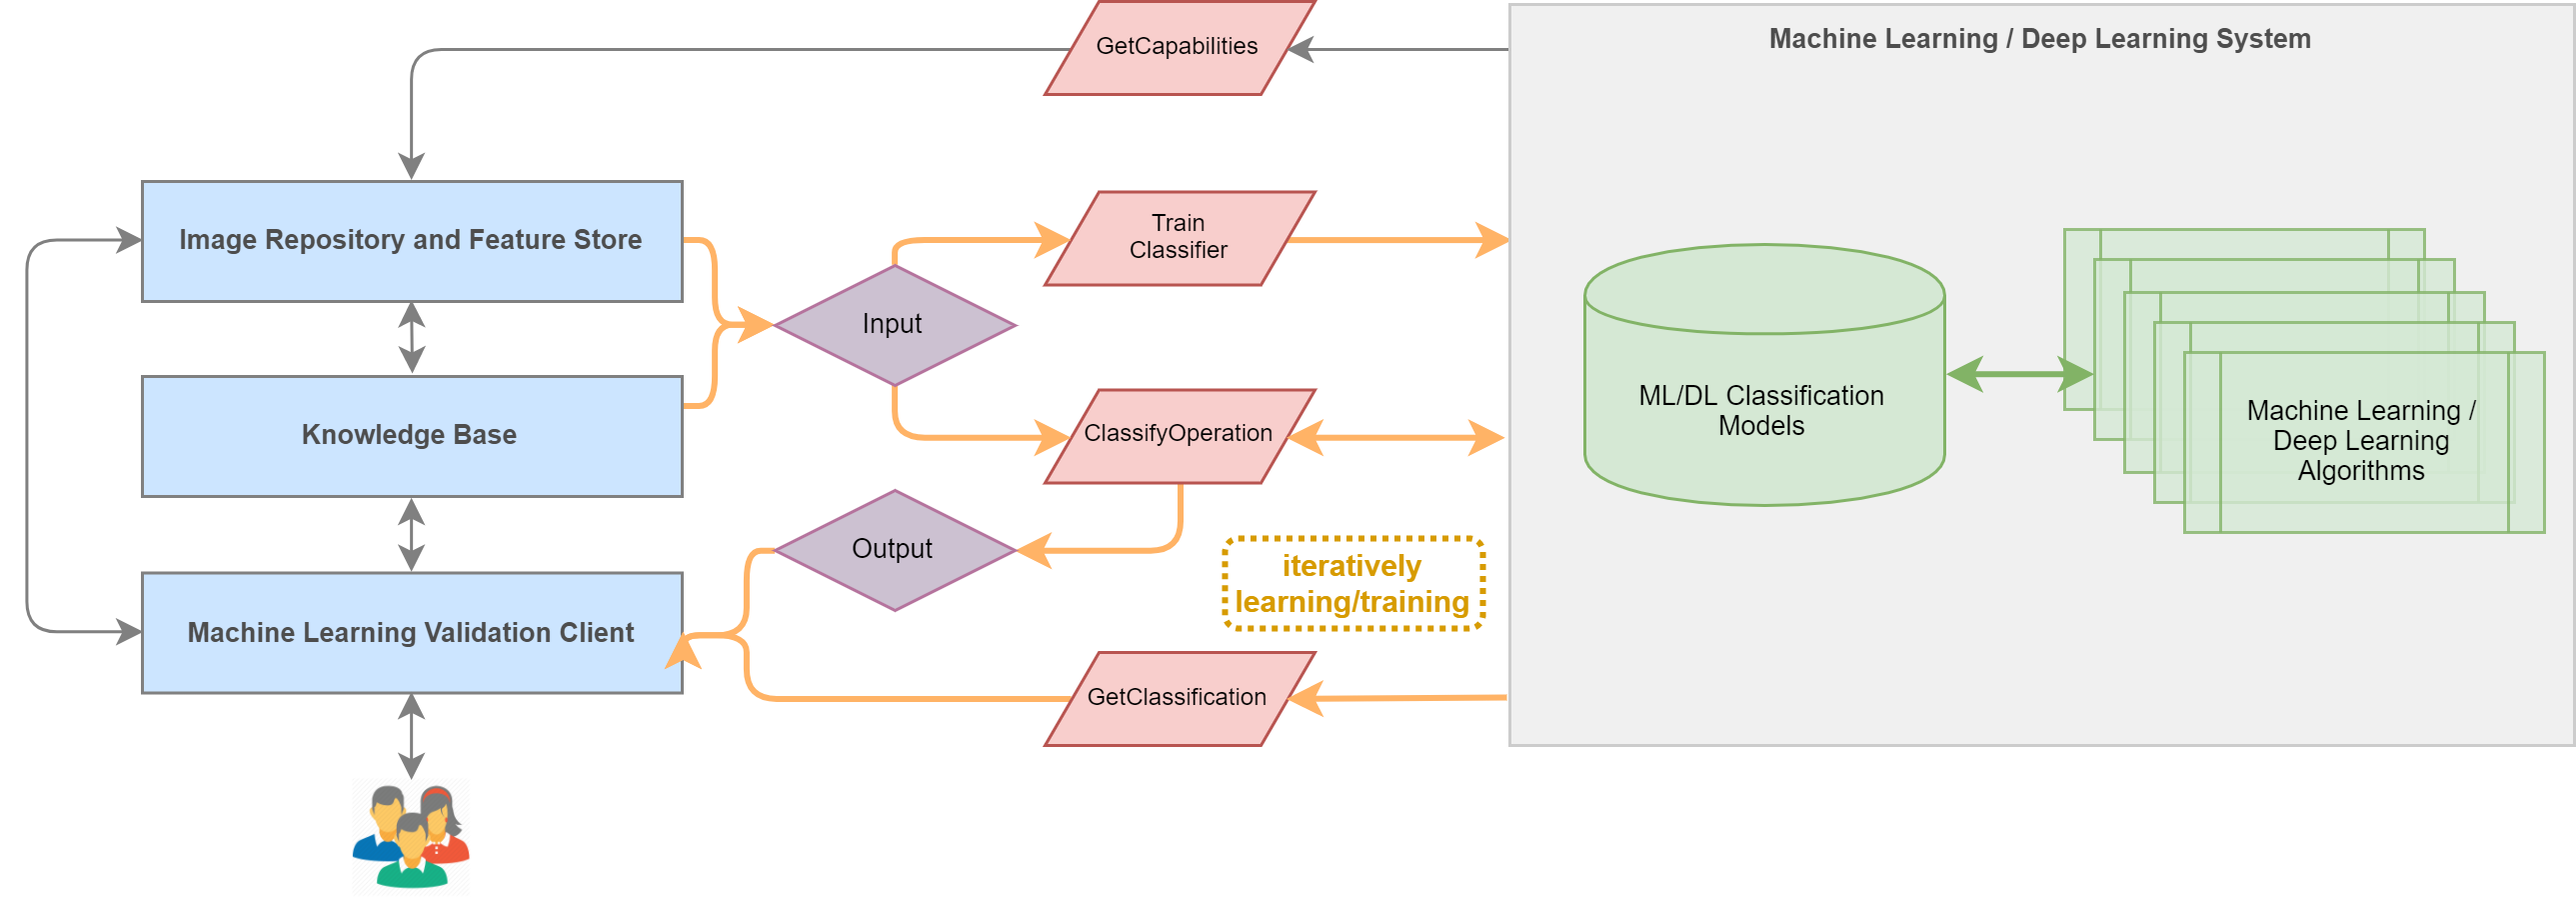 GetCapabilities
Machine Learning / Deep Learning System
Image Repository and Feature Store
Train
Classifier
Input
Knowledge Base
ClassifyOperation
ML/DL Classification
Models
Machine Learning /
Deep Learning
Algorithms
Output
iteratively
learning/training
Machine Learning Validation Client
GetClassification